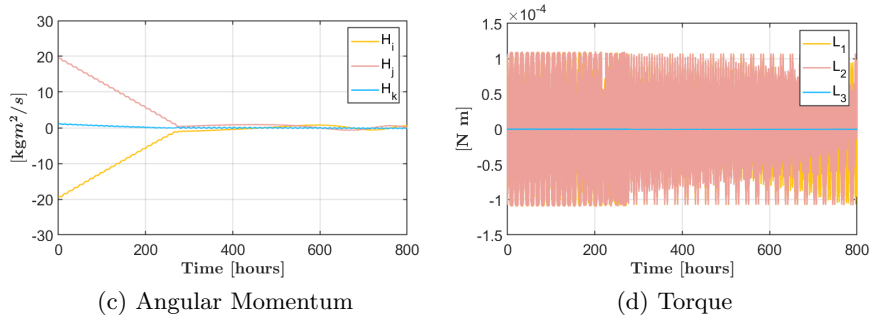 30
20
10
0
-10
-20
-30
0 200 400 600 800
[kgm²/s]
Time [hours]
H_i
H_j
H_k
(c) Angular Momentum
×10⁻⁴
1.5
1
0.5
0
-0.5
-1
-1.5
0 200 400 600 800
[N m]
Time [hours]
L_1
L_2
L_3
(d) Torque